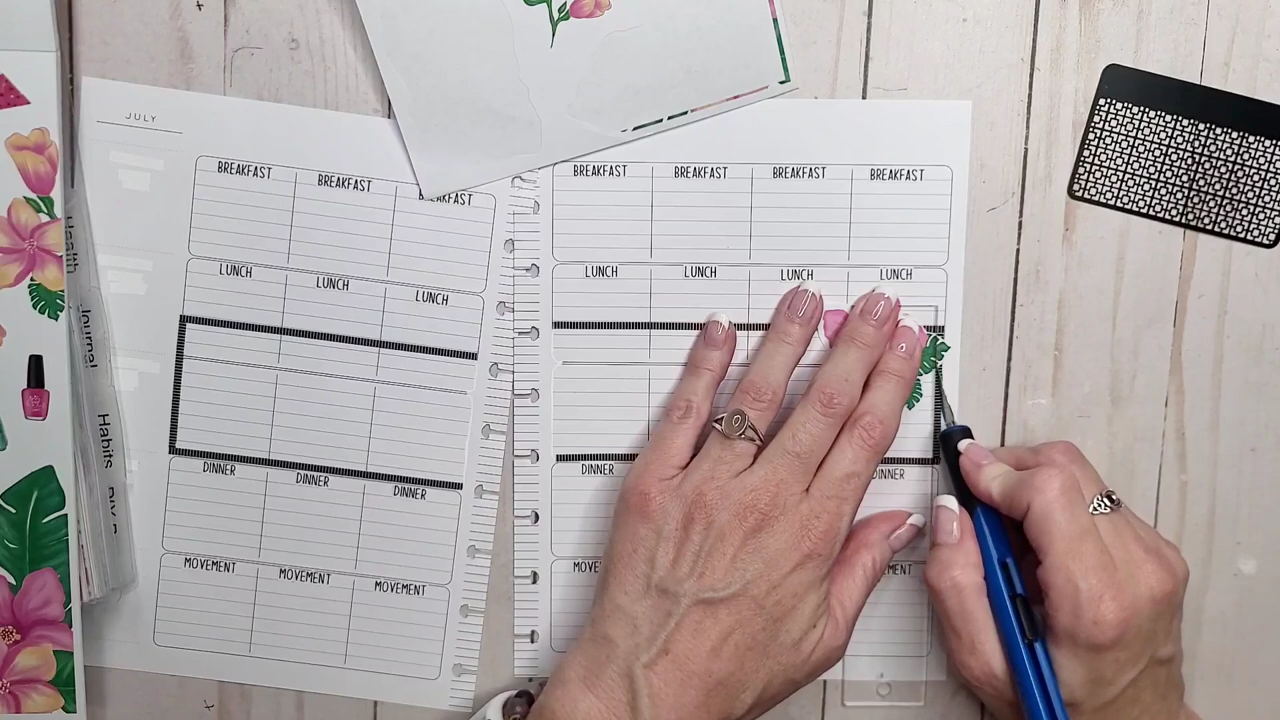 JULY
BREAKFAST BREAKFAST BREAKFAST
LUNCH LUNCH LUNCH
DINNER DINNER DINNER
MOVEMENT MOVEMENT MOVEMENT
BREAKFAST BREAKFAST BREAKFAST BREAKFAST
LUNCH LUNCH LUNCH LUNCH
DINNER DINNER
Health
Journal
Habits